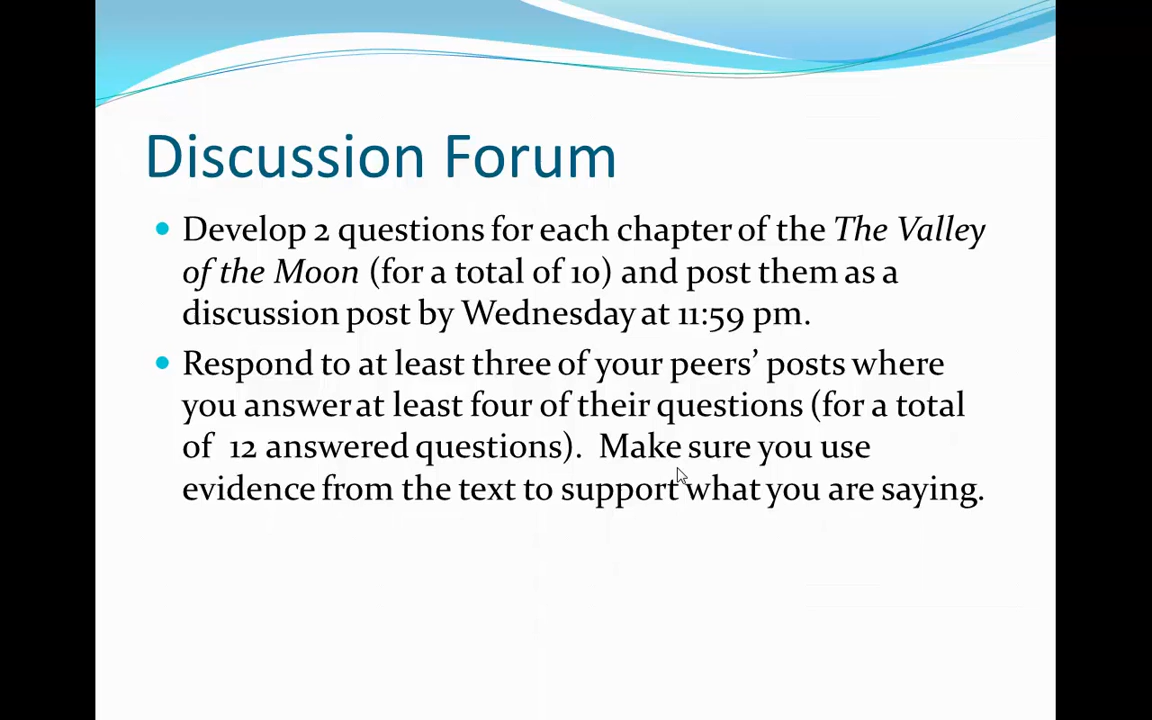 Discussion Forum
Develop 2 questions for each chapter of the The Valley
of the Moon (for a total of 10) and post them as a
discussion post by Wednesday at 11:59 pm.
Respond to at least three of your peers’ posts where
you answer at least four of their questions (for a total
of 12 answered questions). Make sure you use
evidence from the text to support what you are saying.